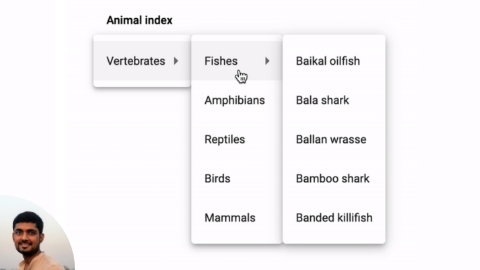 Animal index
Vertebrates
Fishes
Amphibians
Reptiles
Birds
Mammals
Baikal oilfish
Bala shark
Ballan wrasse
Bamboo shark
Banded killifish